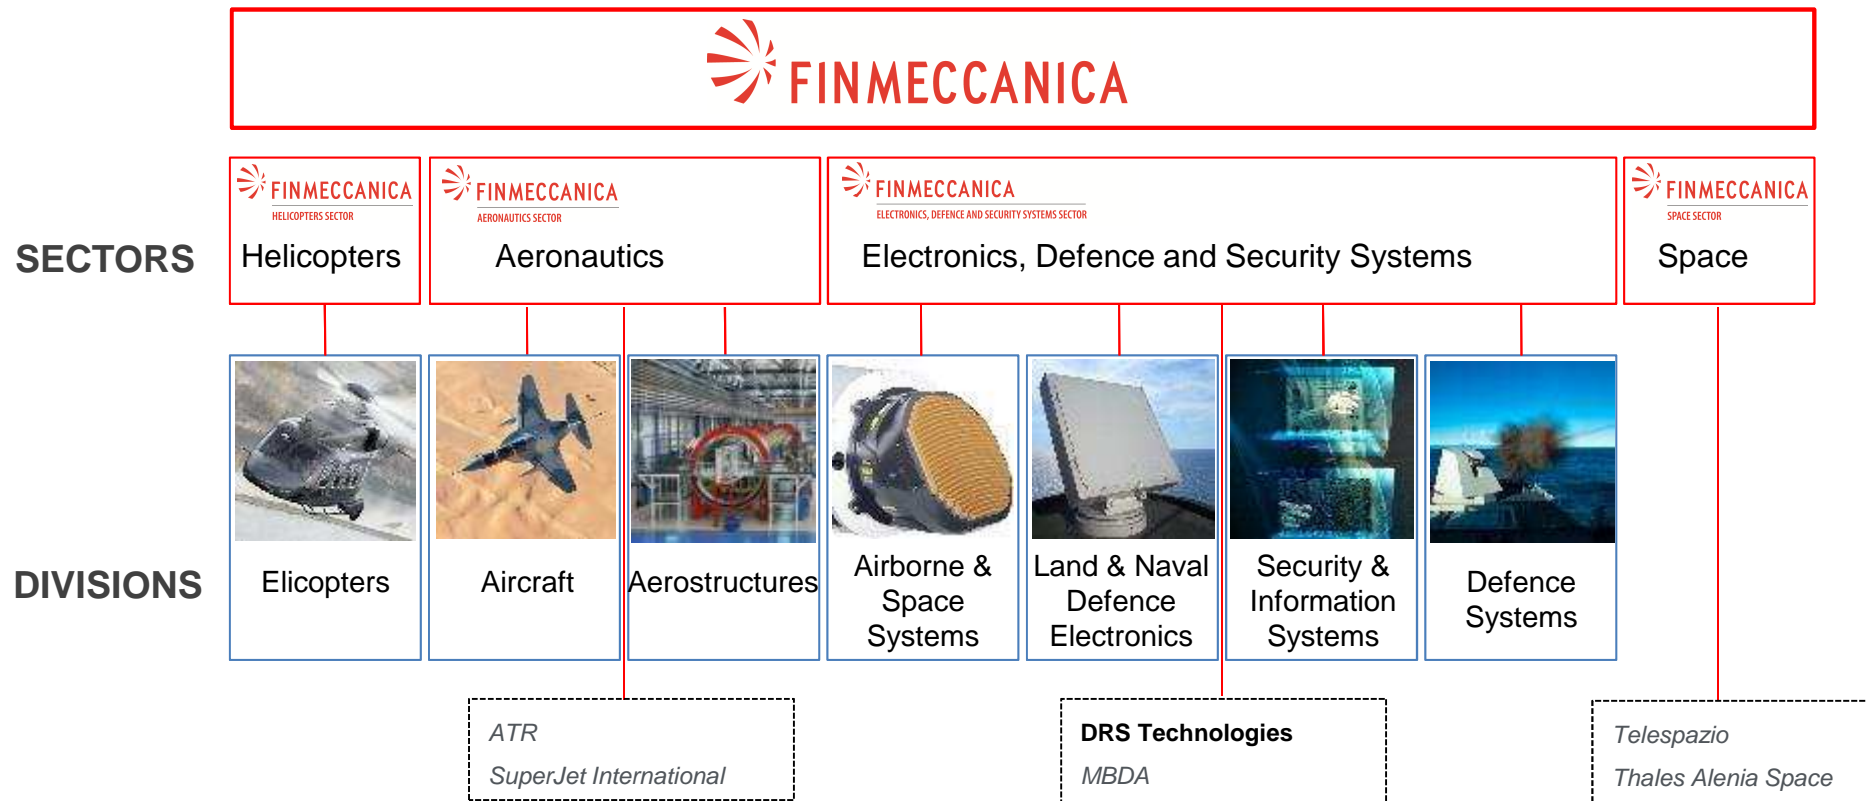 FINMECCANICA
FINMECCANICA
HELICOPTERS SECTOR
FINMECCANICA
AERONAUTICS SECTOR
FINMECCANICA
ELECTRONICS, DEFENCE AND SECURITY SYSTEMS SECTOR
FINMECCANICA
SPACE SECTOR
SECTORS
Helicopters
Aeronautics
Electronics, Defence and Security Systems
Space
DIVISIONS
Elicopters
Aircraft
Aerostructures
Airborne &
Space
Systems
Land & Naval
Defence
Electronics
Security &
Information
Systems
Defence
Systems
ATR
SuperJet International
DRS Technologies
MBDA
Telespazio
Thales Alenia Space